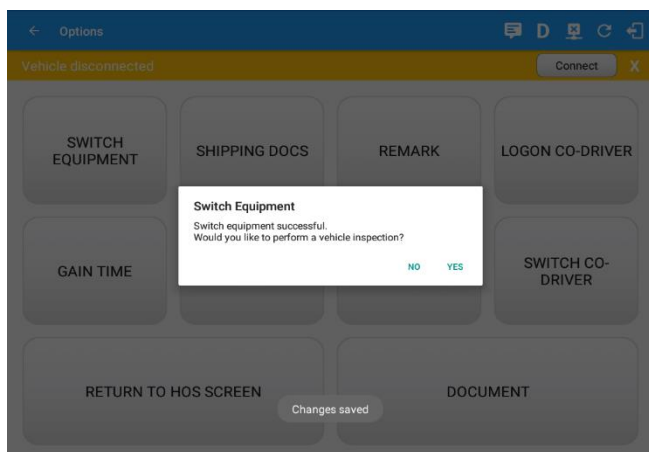 Options
D
Vehicle disconnected
Connect
X
SWITCH
EQUIPMENT
SHIPPING DOCS
REMARK
LOGON CO-DRIVER
Switch Equipment
Switch equipment successful.
Would you like to perform a vehicle inspection?
NO
YES
GAIN TIME
SWITCH CO-
DRIVER
RETURN TO HOS SCREEN
DOCUMENT
Changes saved